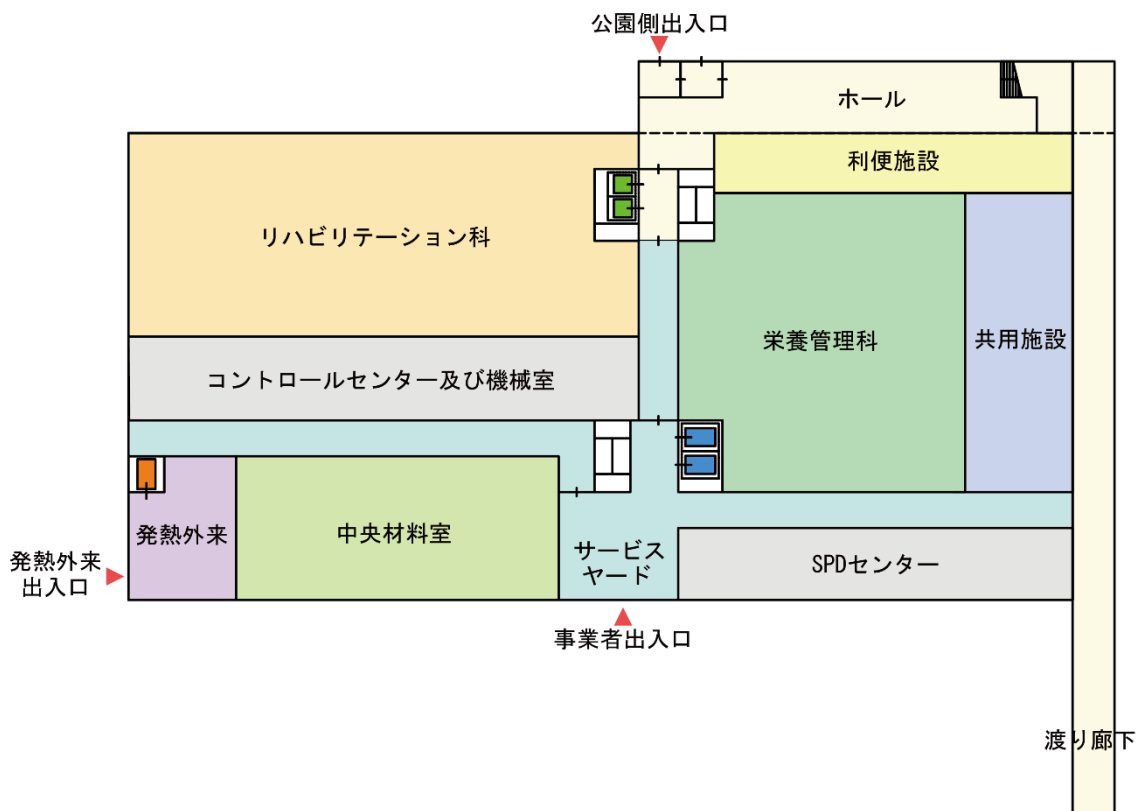 公園側出入口
ホール
利便施設
リハビリテーション科
栄養管理科
共用施設
コントロールセンター及び機械室
発熱外来
中央材料室
サービス
ヤード
SPDセンター
発熱外来
出入口
事業者出入口
渡り廊下